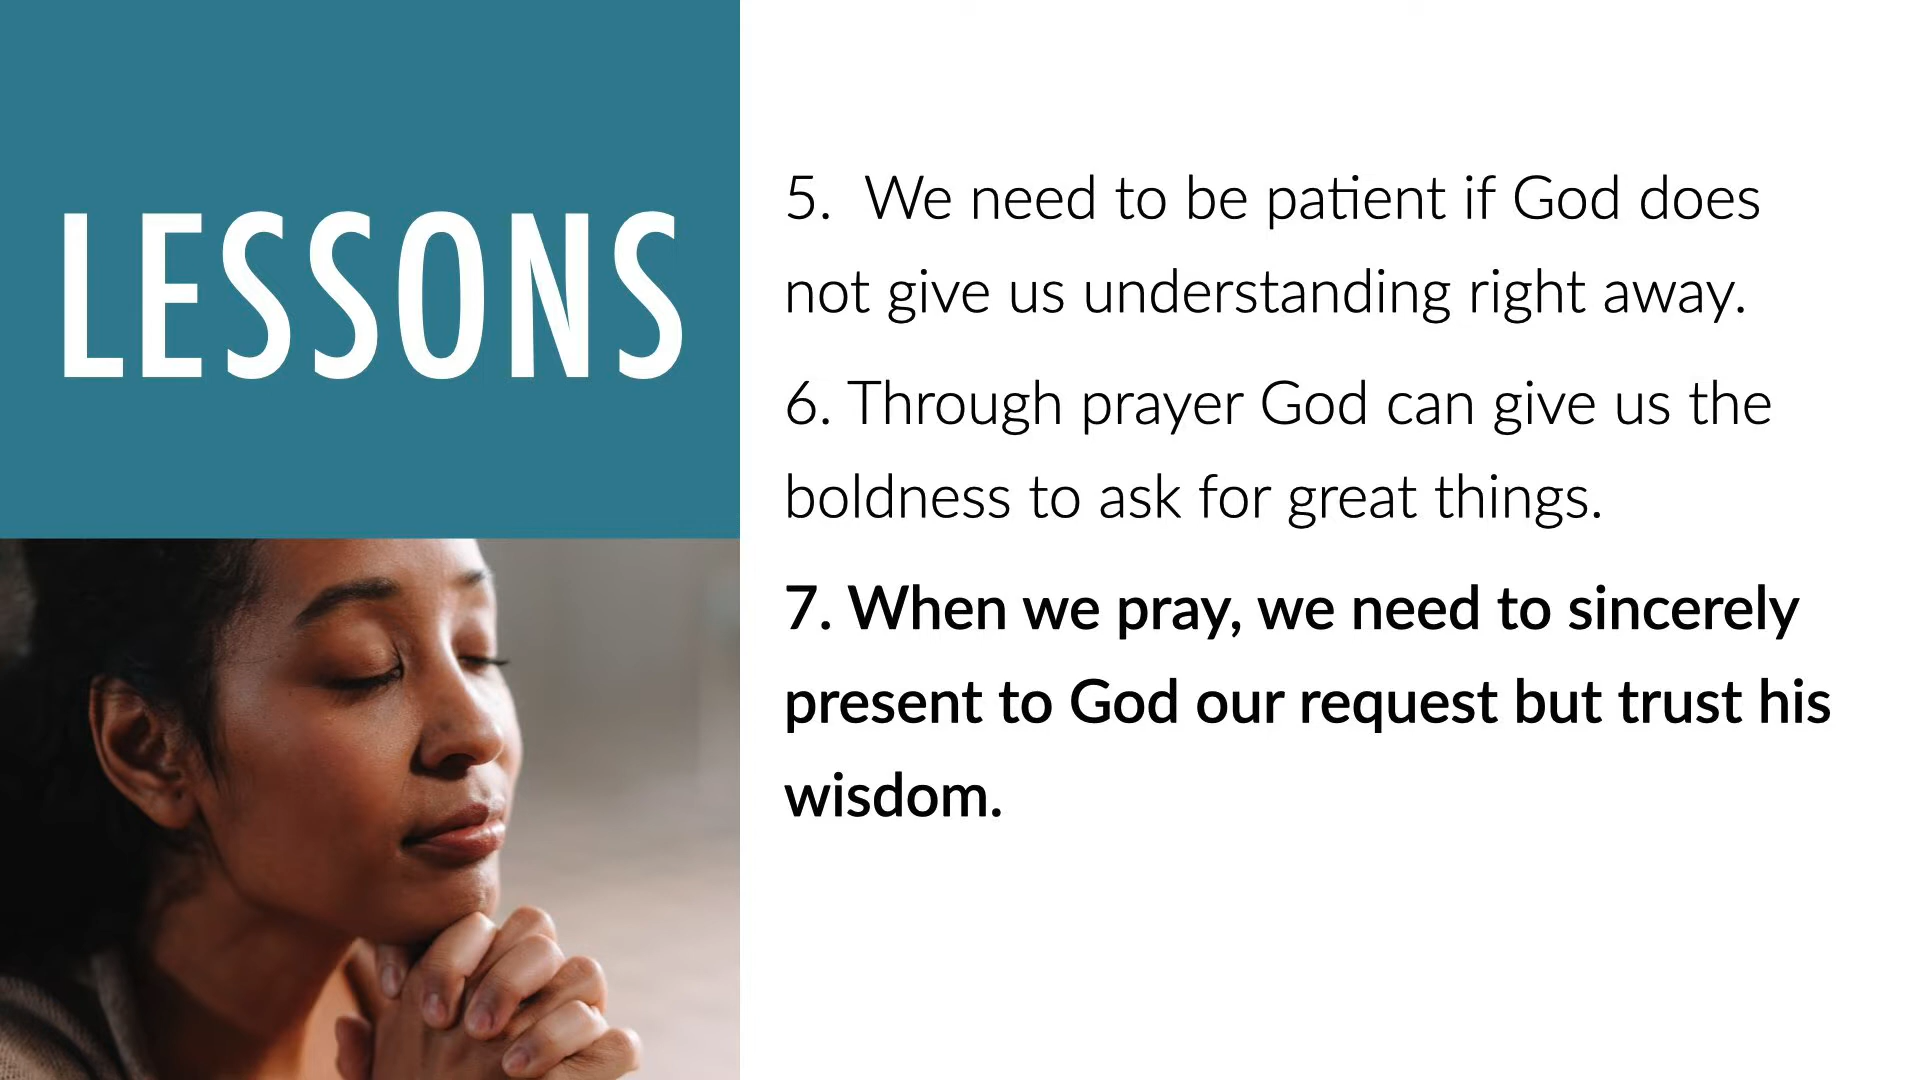 LESSONS
5. We need to be patient if God does
not give us understanding right away.
6. Through prayer God can give us the
boldness to ask for great things.
7. When we pray, we need to sincerely
present to God our request but trust his
wisdom.